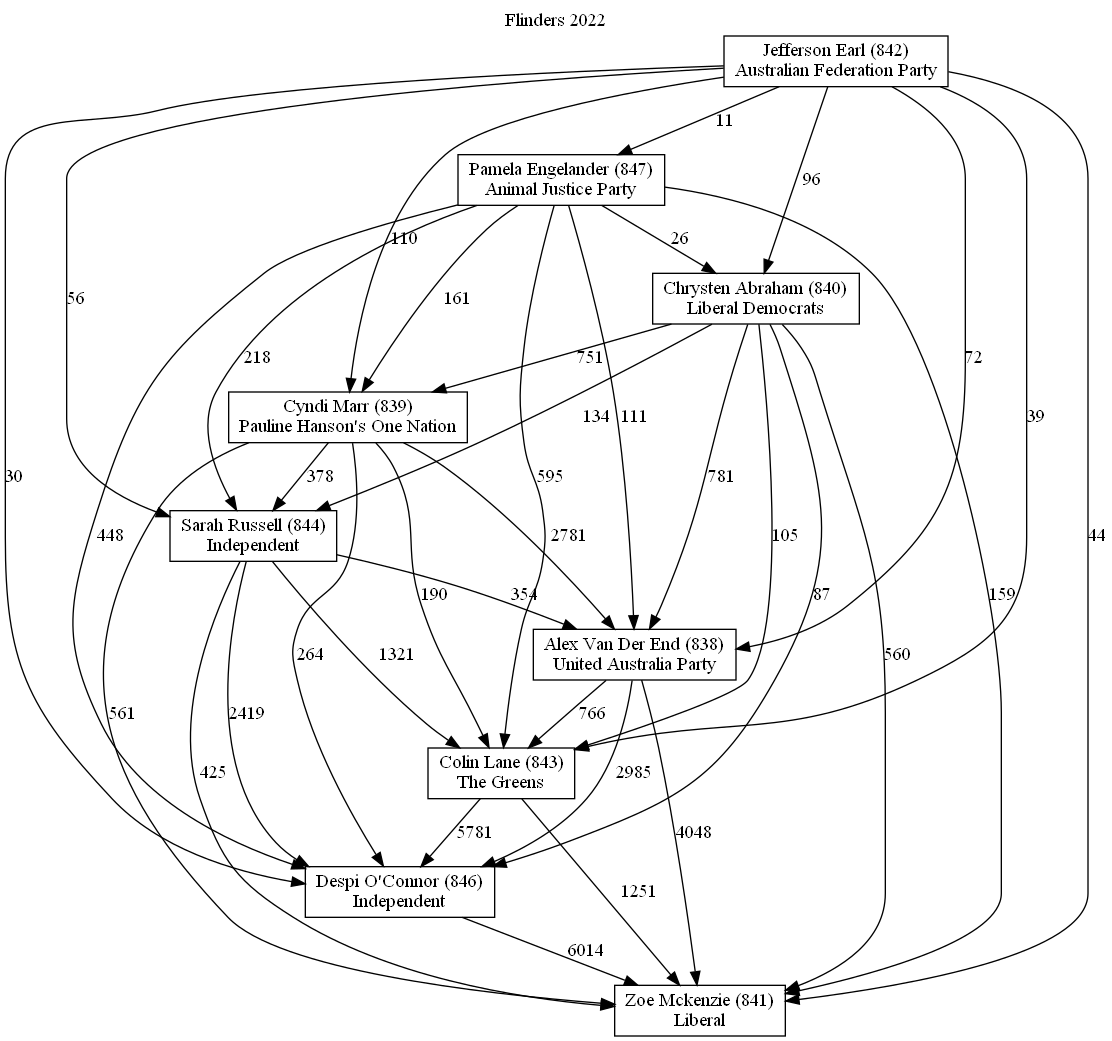 Flinders 2022
Jefferson Earl (842)
Australian Federation Party
11
Pamela Engelander (847)
Animal Justice Party
96
110
26
Chrysten Abraham (840)
Liberal Democrats
56
161
218
751
72
Cyndi Marr (839)
Pauline Hanson's One Nation
134
111
39
30
378
595
781
Sarah Russell (844)
Independent
448
2781
105
44
354
190
87
159
Alex Van Der End (838)
United Australia Party
264
1321
560
561
2419
766
Colin Lane (843)
The Greens
425
2985
5781
4048
Despi O'Connor (846)
Independent
1251
6014
Zoe Mckenzie (841)
Liberal